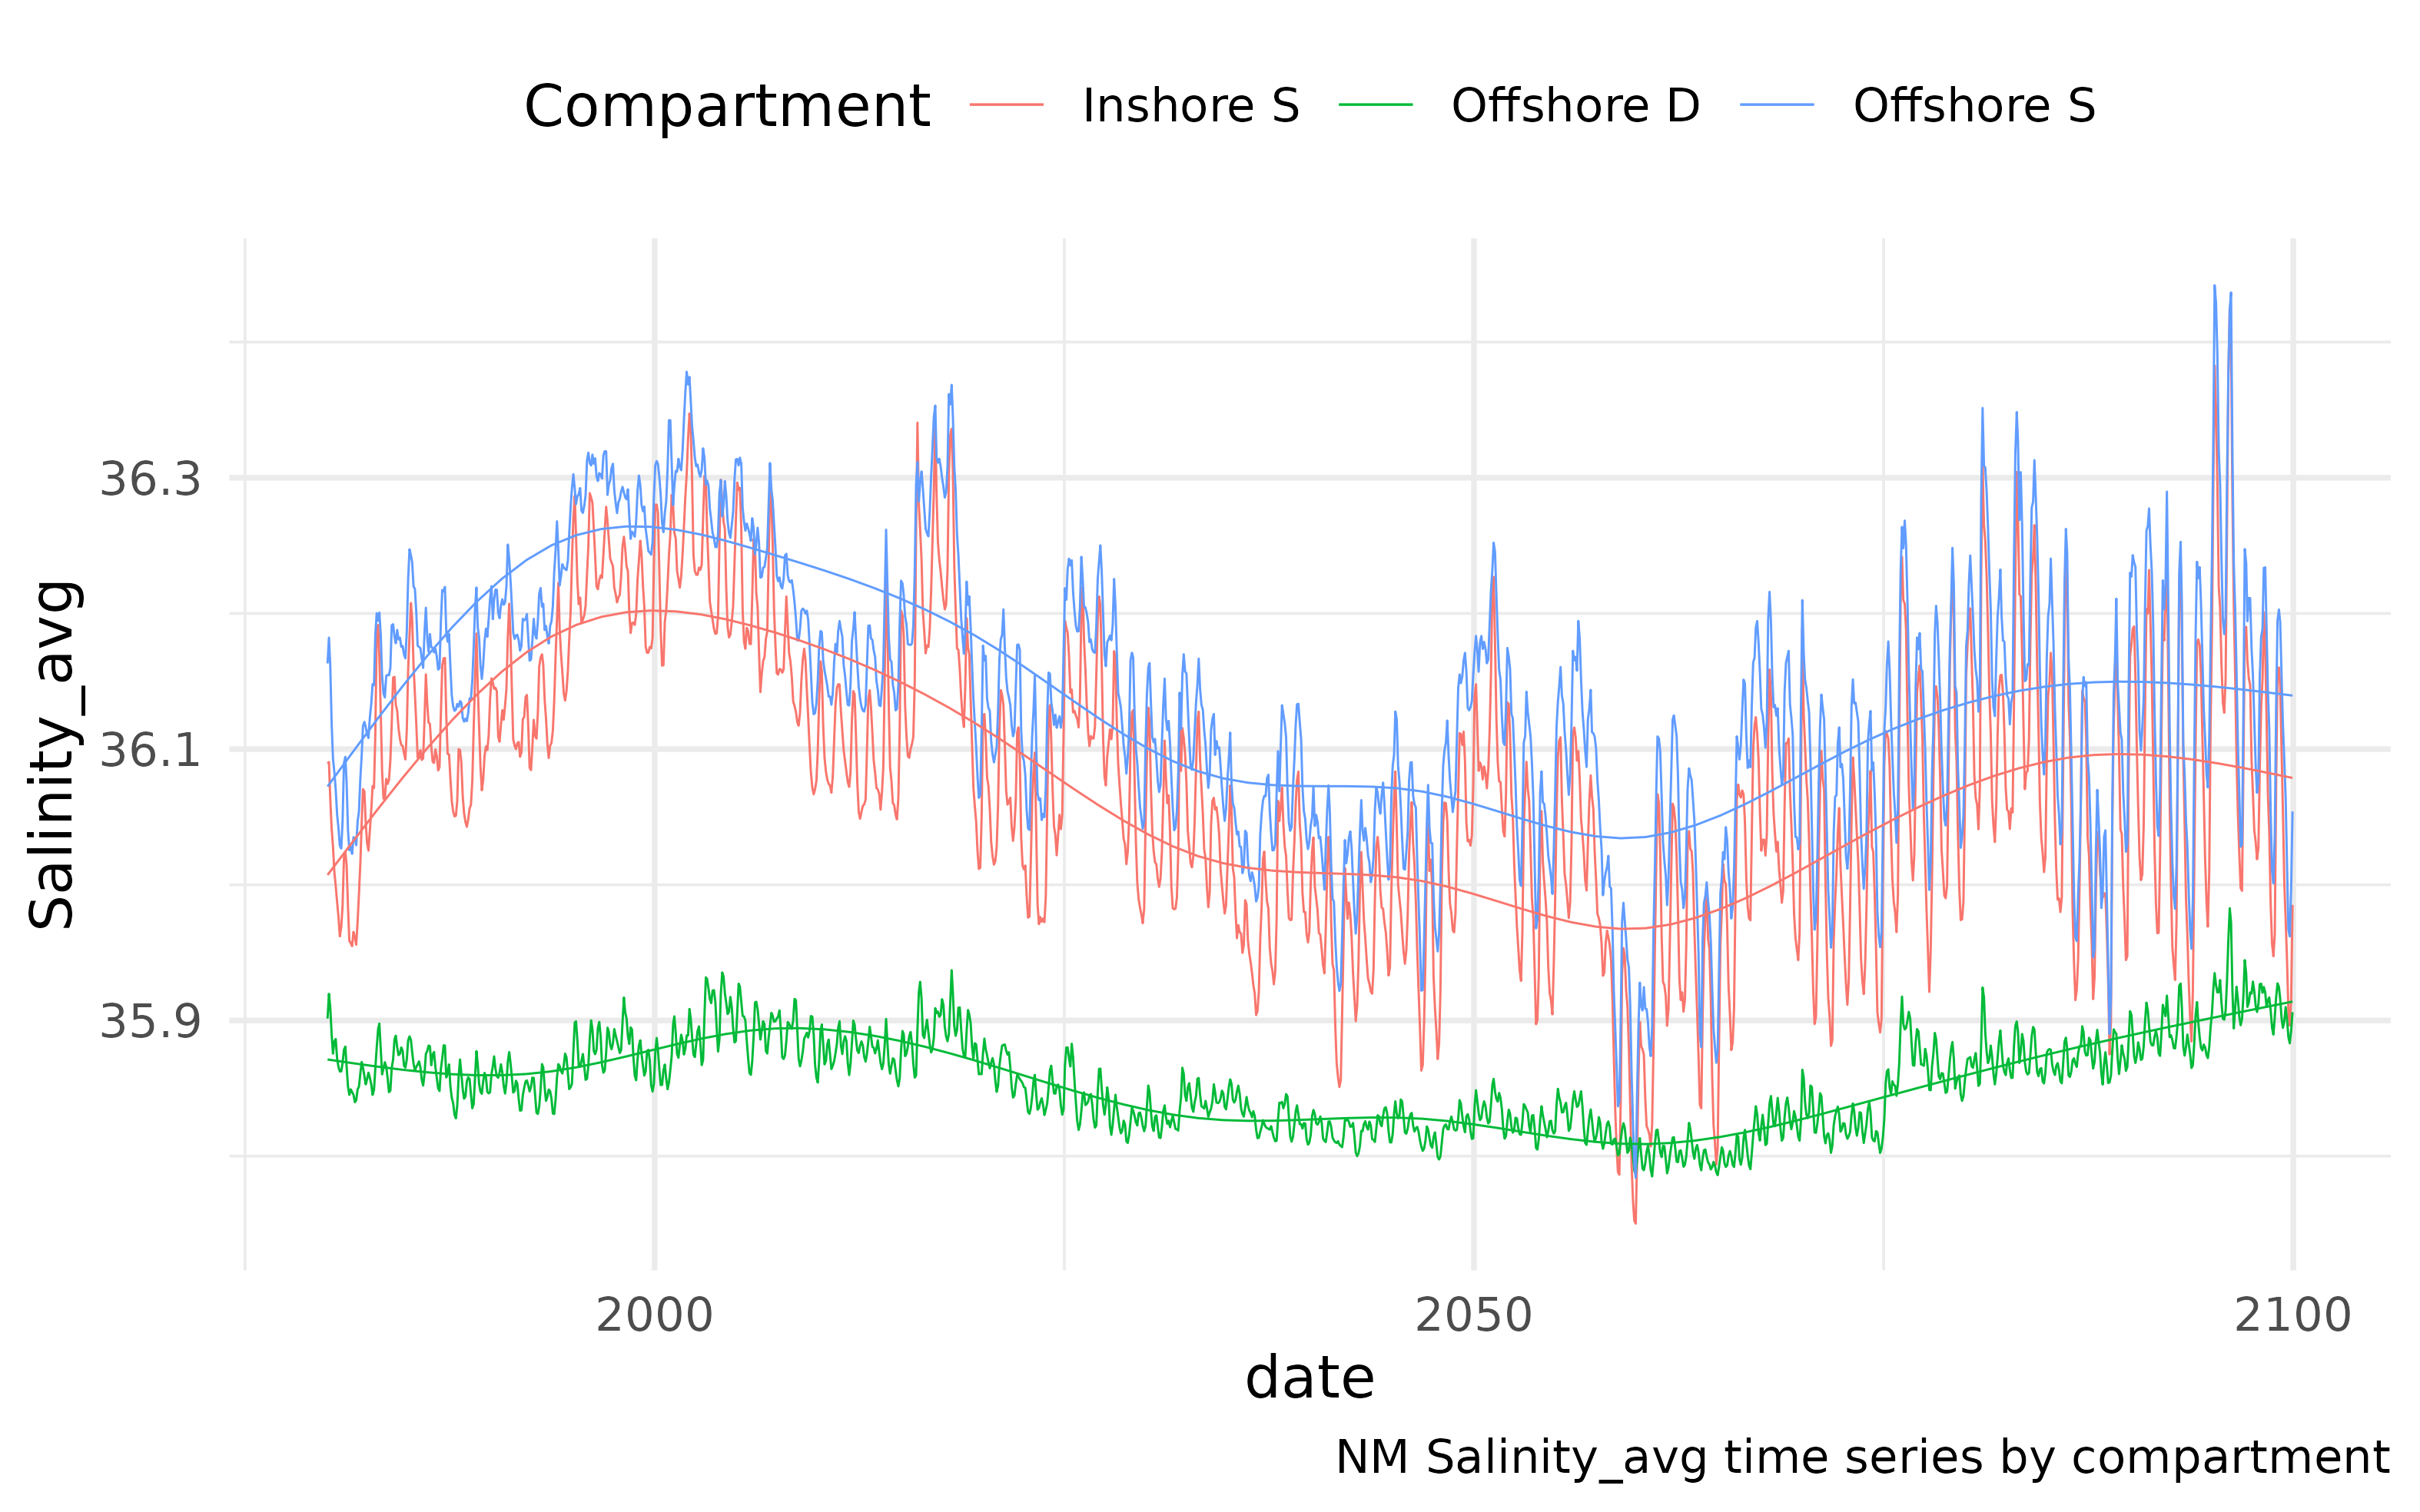 Compartment Inshore S Offshore D Offshore S
Salinity_avg
36.3
36.1
35.9
2000 2050 2100
date
NM Salinity_avg time series by compartment